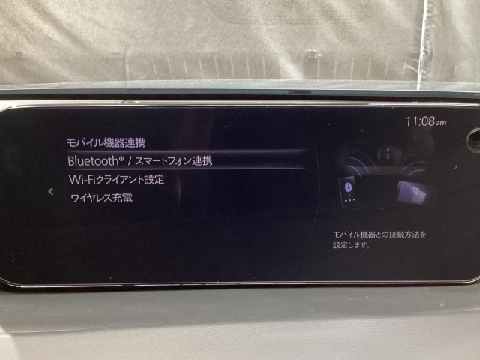 11:08am
モバイル機器連携
Bluetooth® / スマートフォン連携
Wi-Fiクライアント設定
ワイヤレス充電
モバイル機器との接続方法を
設定します。